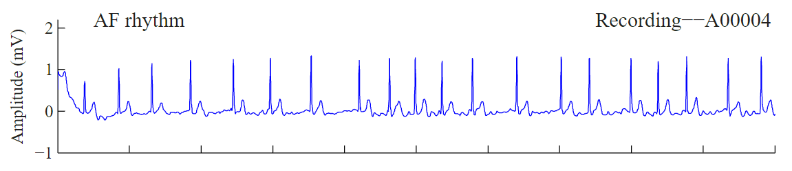 AF rhythm
Recording−−A00004
Amplitude (mV)
2
1
0
−1